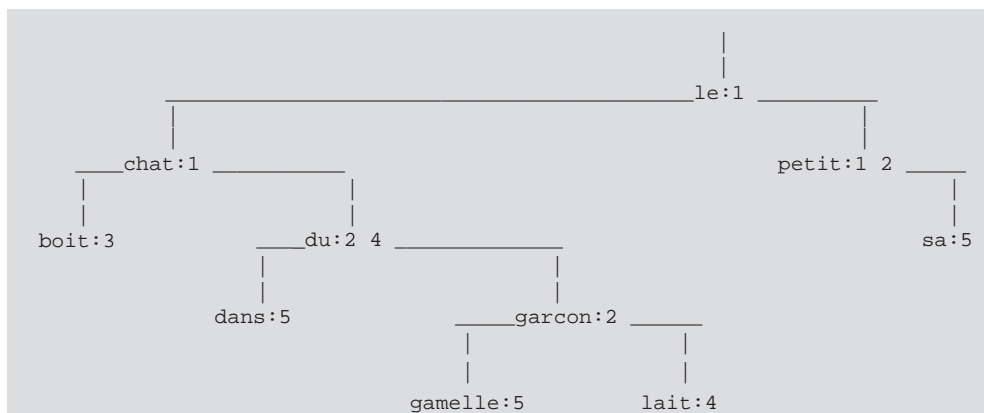 le:1
chat:1 petit:1 2
boit:3 du:2 4 sa:5
dans:5 garcon:2
gamelle:5 lait:4